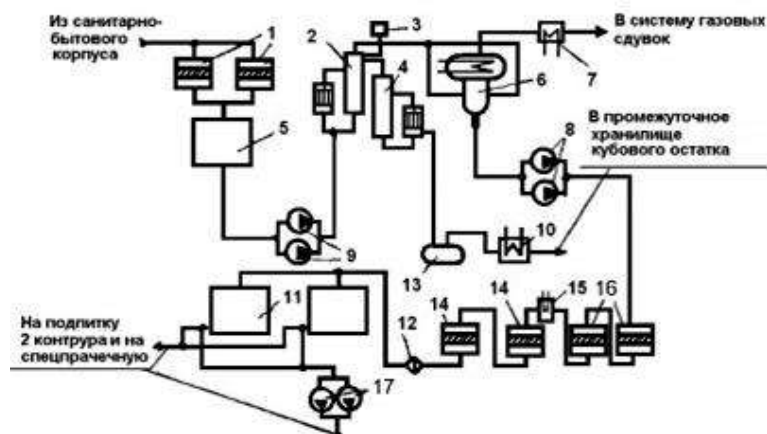 Из санитарно-
бытового
корпуса
1
2
3
4
5
6
7
В систему газовых
сдувок
В промежуточное
хранилище
кубового остатка
8
9
10
13
11
12
14
14
15
16
На подпитку
2 контрура и на
спецпрачечную
17